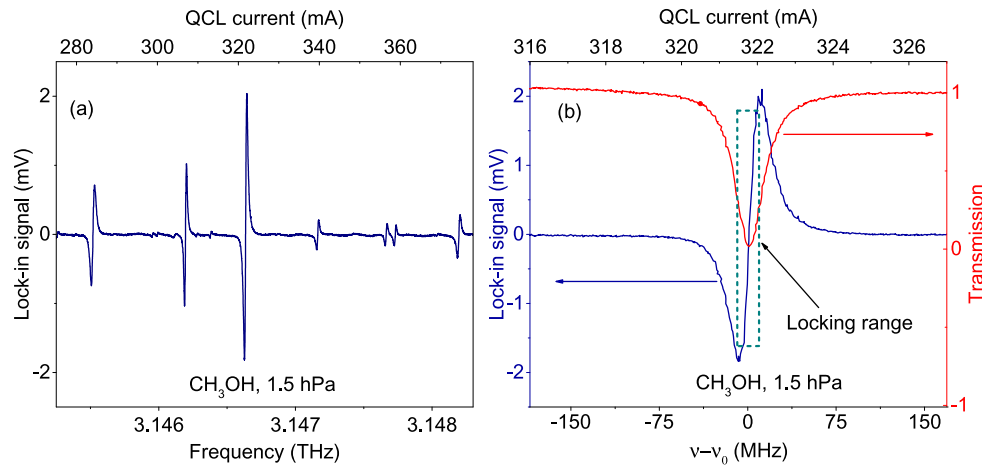 QCL current (mA)
280 300 320 340 360
(a)
2
0
-2
Lock-in signal (mV)
CH₃OH, 1.5 hPa
3.146 3.147 3.148
Frequency (THz)
QCL current (mA)
316 318 320 322 324 326
(b)
2
1
0
-1
-2
Lock-in signal (mV)
1
0
-1
Transmission
Locking range
CH₃OH, 1.5 hPa
-150 -75 0 75 150
ν−ν₀
MHz